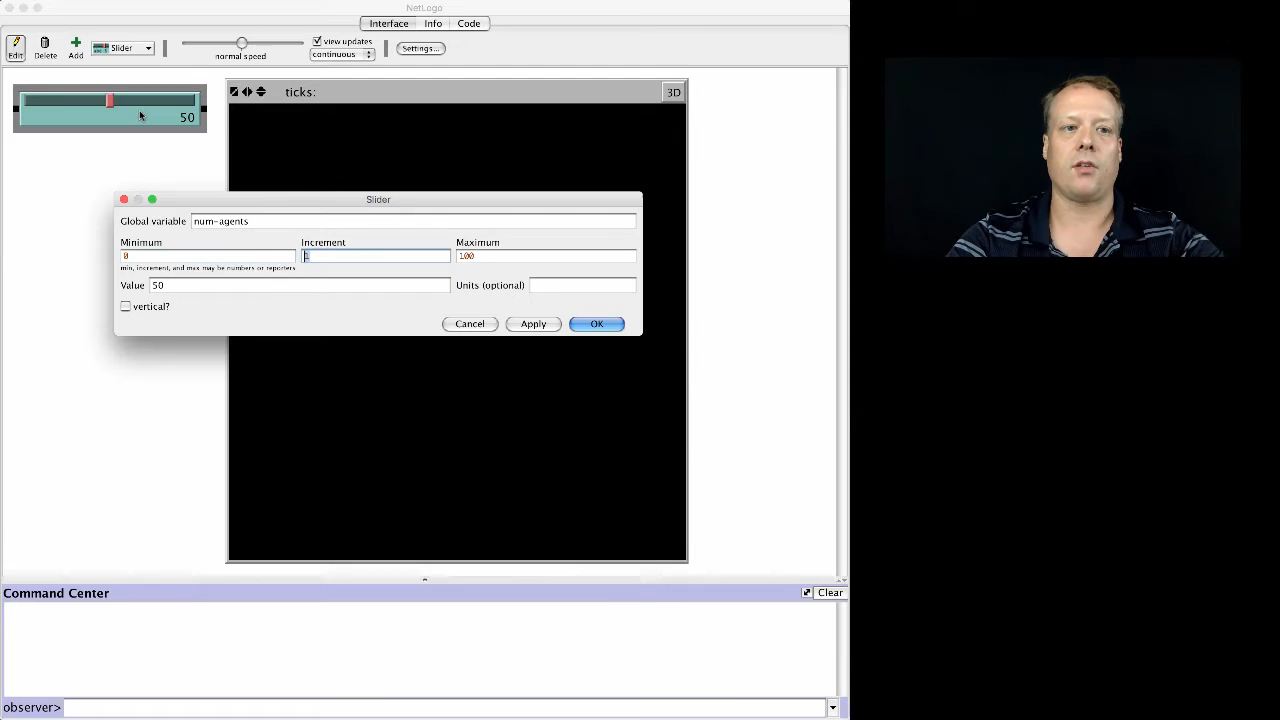 NetLogo
Interface Info Code
Edit Delete Add Slider normal speed view updates continuous Settings...
50
ticks: 3D
Slider
Global variable num-agents
Minimum Increment Maximum
0 1 100
min, increment, and max may be numbers or reporters
Value 50 Units (optional)
vertical?
Cancel Apply OK
Command Center Clear
observer>